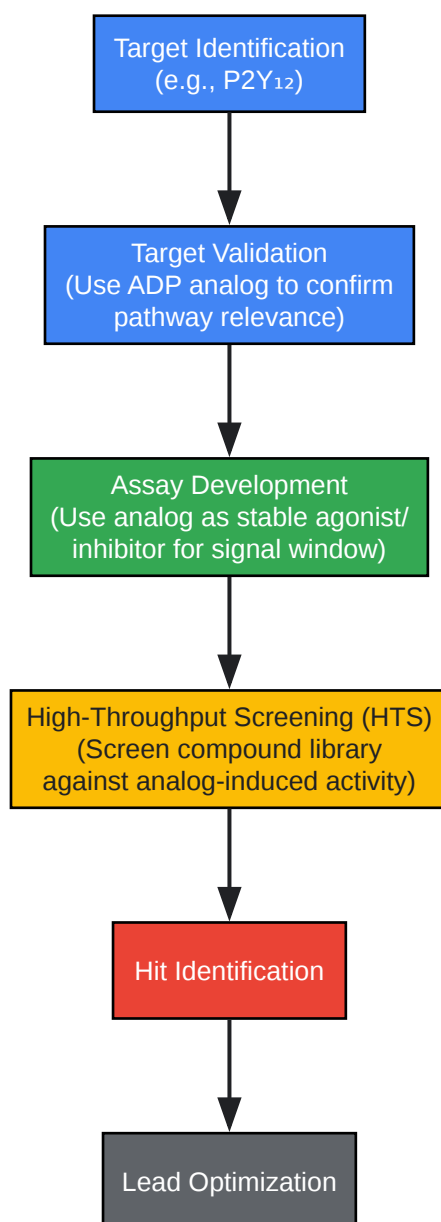 Target Identification
(e.g., P2Y₁₂)
Target Validation
(Use ADP analog to confirm
pathway relevance)
Assay Development
(Use analog as stable agonist/
inhibitor for signal window)
High-Throughput Screening (HTS)
(Screen compound library
against analog-induced activity)
Hit Identification
Lead Optimization